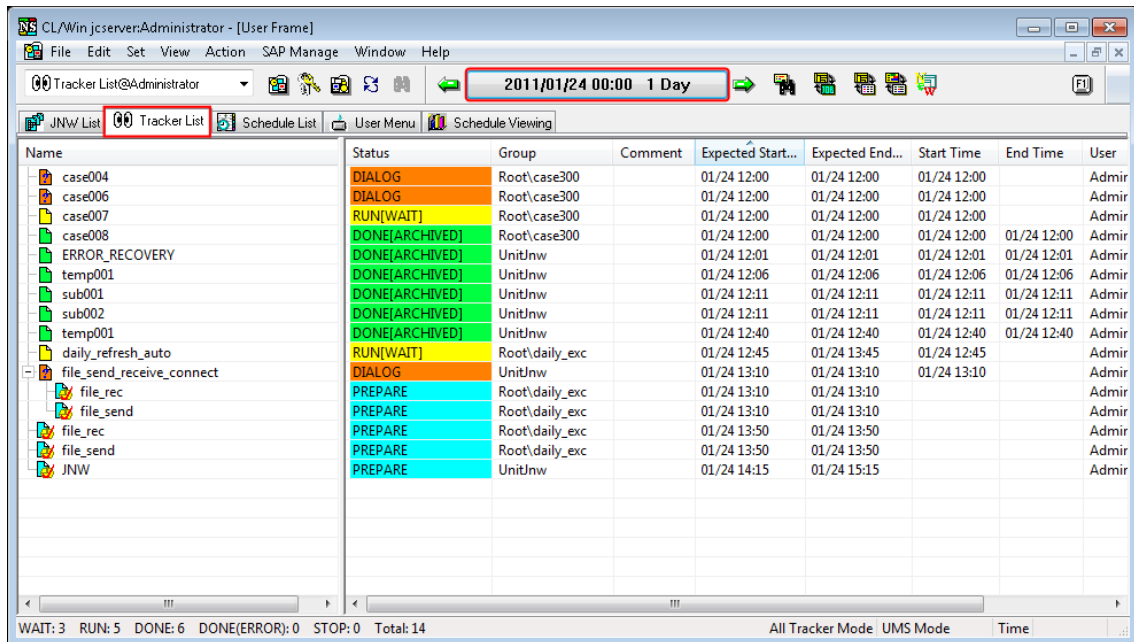 CL/Win jcserver:Administrator - [User Frame]
File Edit Set View Action SAP Manage Window Help
Tracker List@Administrator 2011/01/24 00:00 1 Day F1
JNW List Tracker List Schedule List User Menu Schedule Viewing
Name Status Group Comment Expected Start... Expected End... Start Time End Time User
case004 DIALOG Root\case300 01/24 12:00 01/24 12:00 01/24 12:00 Admir
case006 DIALOG Root\case300 01/24 12:00 01/24 12:00 01/24 12:00 Admir
case007 RUN[WAIT] Root\case300 01/24 12:00 01/24 12:00 01/24 12:00 Admir
case008 DONE[ARCHIVED] Root\case300 01/24 12:00 01/24 12:00 01/24 12:00 01/24 12:00 Admir
ERROR_RECOVERY DONE[ARCHIVED] UnitJnw 01/24 12:01 01/24 12:01 01/24 12:01 01/24 12:01 Admir
temp001 DONE[ARCHIVED] UnitJnw 01/24 12:06 01/24 12:06 01/24 12:06 01/24 12:06 Admir
sub001 DONE[ARCHIVED] UnitJnw 01/24 12:11 01/24 12:11 01/24 12:11 01/24 12:11 Admir
sub002 DONE[ARCHIVED] UnitJnw 01/24 12:11 01/24 12:11 01/24 12:11 01/24 12:11 Admir
temp001 DONE[ARCHIVED] UnitJnw 01/24 12:40 01/24 12:40 01/24 12:40 01/24 12:40 Admir
daily_refresh_auto RUN[WAIT] Root\daily_exc 01/24 12:45 01/24 13:45 01/24 12:45 Admir
file_send_receive_connect DIALOG UnitJnw 01/24 13:10 01/24 13:10 01/24 13:10 Admir
file_rec PREPARE Root\daily_exc 01/24 13:10 01/24 13:10 Admir
file_send PREPARE Root\daily_exc 01/24 13:10 01/24 13:10 Admir
file_rec PREPARE Root\daily_exc 01/24 13:50 01/24 13:50 Admir
file_send PREPARE Root\daily_exc 01/24 13:50 01/24 13:50 Admir
JNW PREPARE UnitJnw 01/24 14:15 01/24 15:15 Admir
WAIT: 3 RUN: 5 DONE: 6 DONE(ERROR): 0 STOP: 0 Total: 14 All Tracker Mode UMS Mode Time